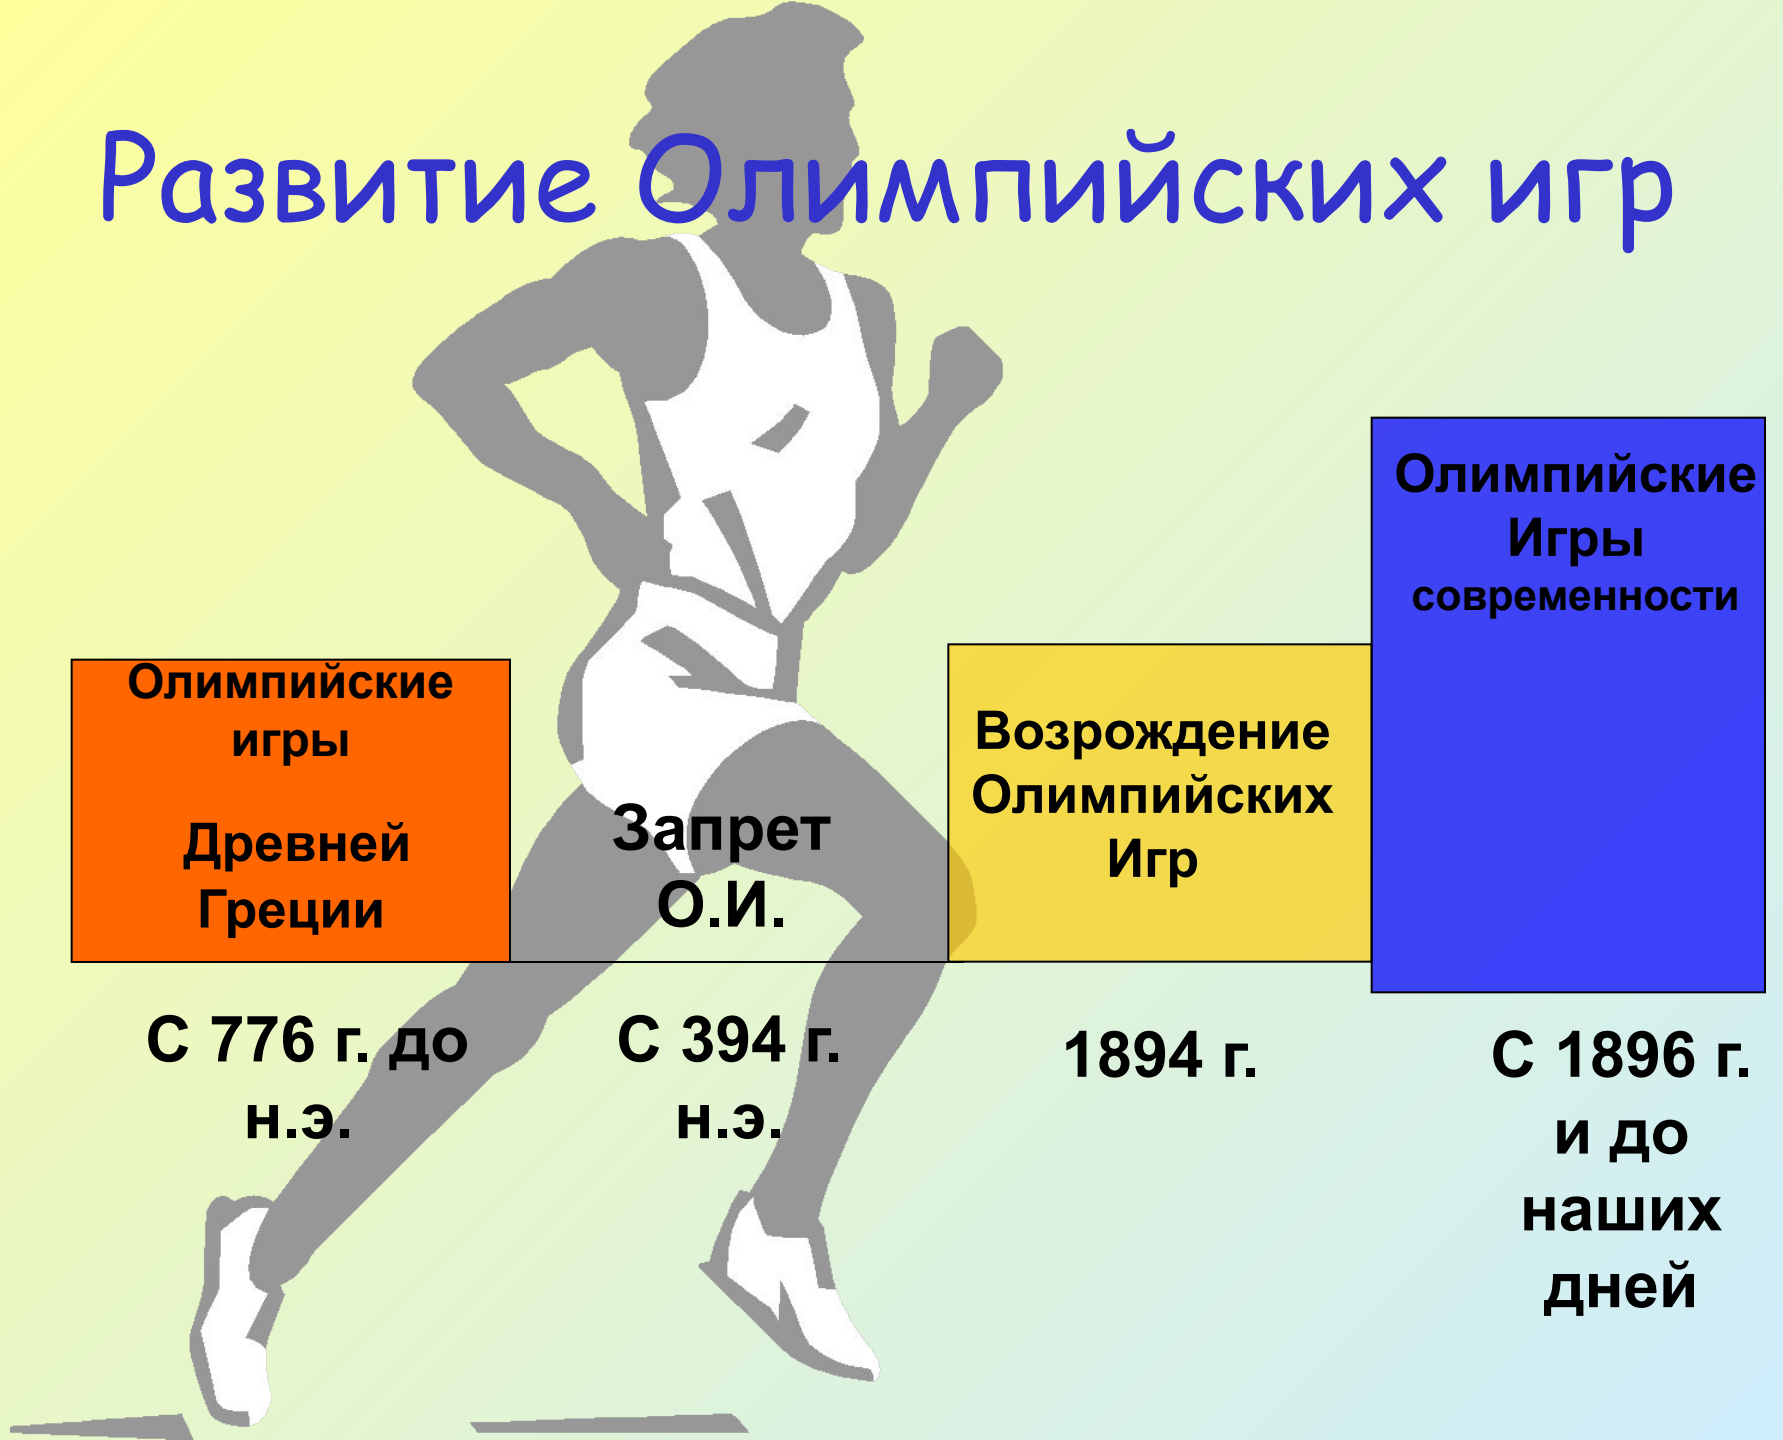 Развитие Олимпийских игр
Олимпийские
игры
Древней
Греции
Запрет
О.И.
Возрождение
Олимпийских
Игр
Олимпийские
Игры
современности
С 776 г. до
н.э.
С 394 г.
н.э.
1894 г.
С 1896 г.
и до
наших
дней